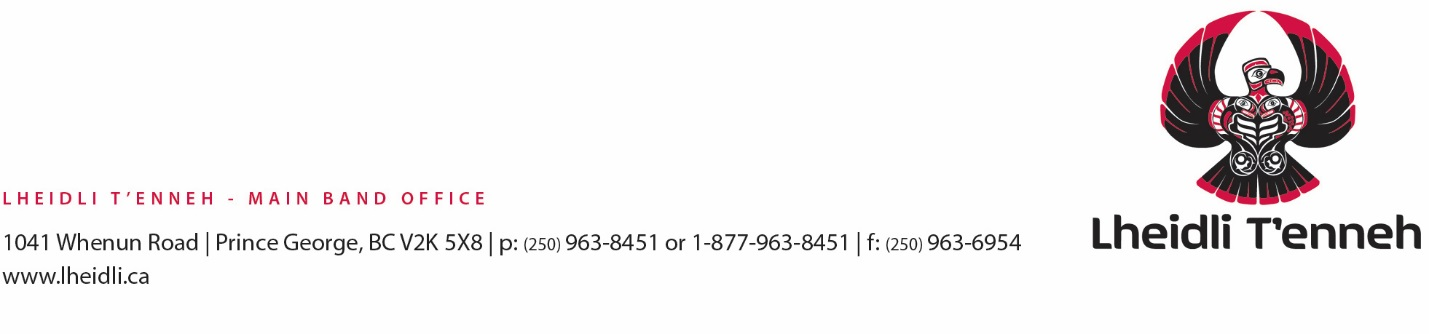 LHEIDLI T'ENNEH - MAIN BAND OFFICE
1041 Whenun Road | Prince George, BC V2K 5X8 | p: (250) 963-8451 or 1-877-963-8451 | f: (250) 963-6954
www.lheidli.ca
Lheidli T'enneh